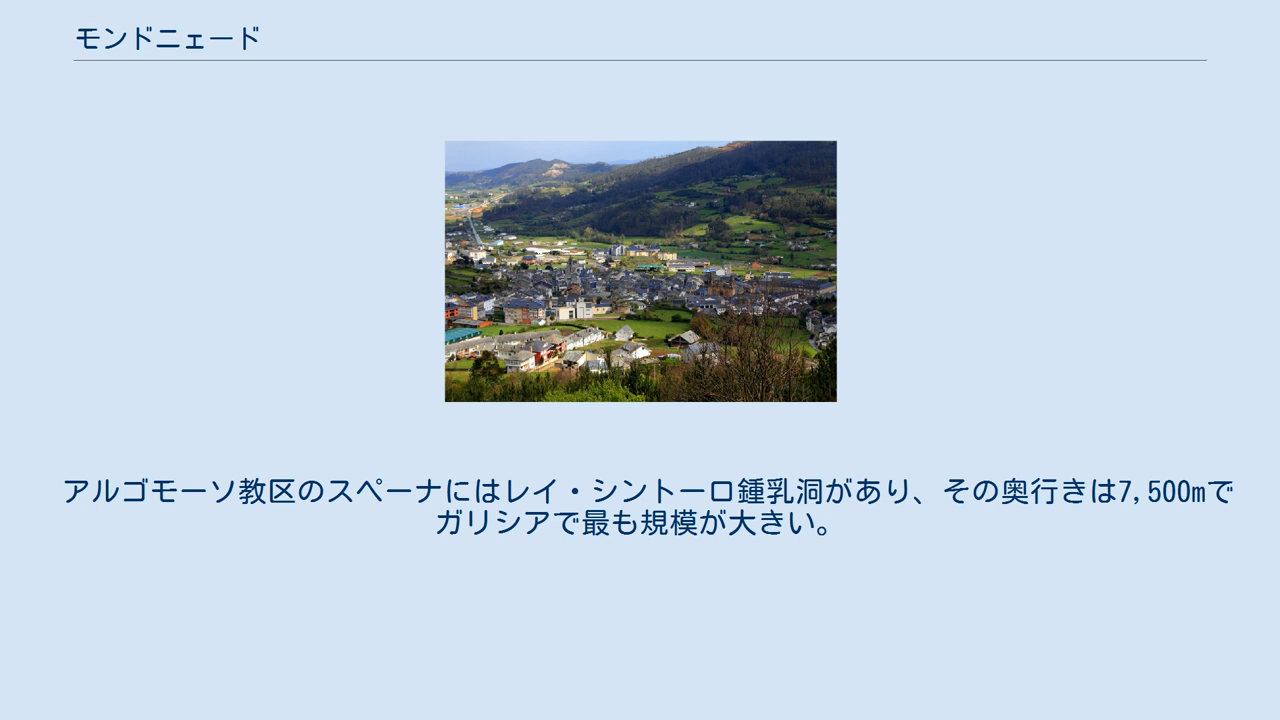 モンドニェード
アルゴモーソ教区のスペーナにはレイ・シントーロ鍾乳洞があり、その奥行きは7,500mで
ガリシアで最も規模が大きい。